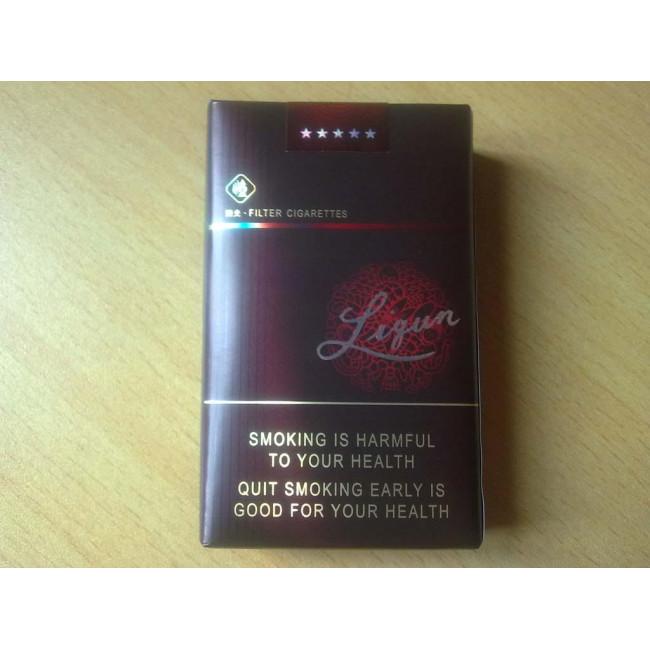 FILTER CIGARETTES
Liqun
SMOKING IS HARMFUL
TO YOUR HEALTH
QUIT SMOKING EARLY IS
GOOD FOR YOUR HEALTH